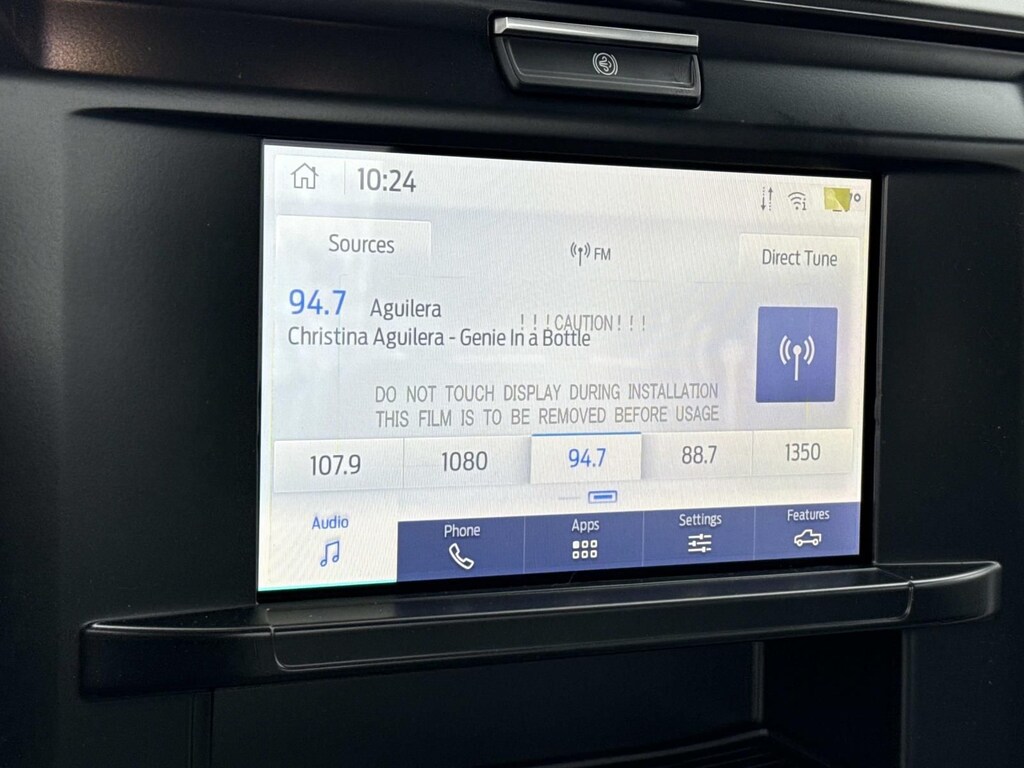 10:24
Sources
FM
Direct Tune
94.7 Aguilera
! ! ! CAUTION ! ! !
Christina Aguilera - Genie In a Bottle
DO NOT TOUCH DISPLAY DURING INSTALLATION
THIS FILM IS TO BE REMOVED BEFORE USAGE
107.9 1080 94.7 88.7 1350
Audio Phone Apps Settings Features